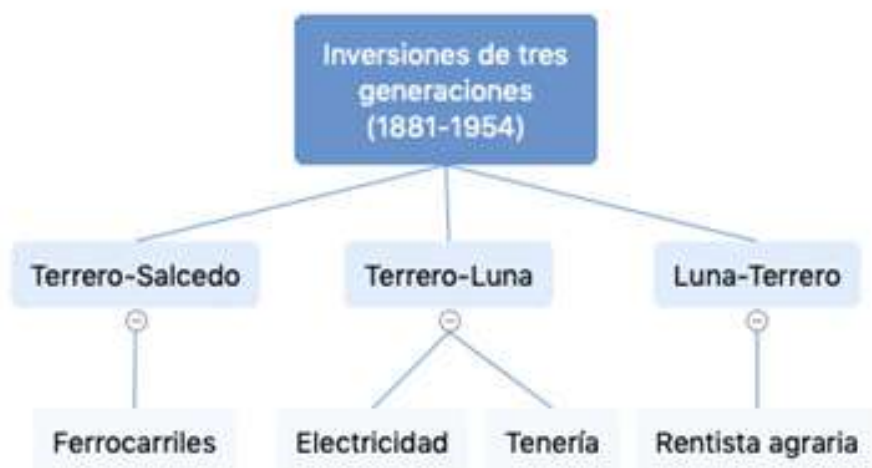 Inversiones de tres
generaciones
(1881-1954)
Terrero-Salcedo
Terrero-Luna
Luna-Terrero
Ferrocarriles
Electricidad
Tenería
Rentista agraria